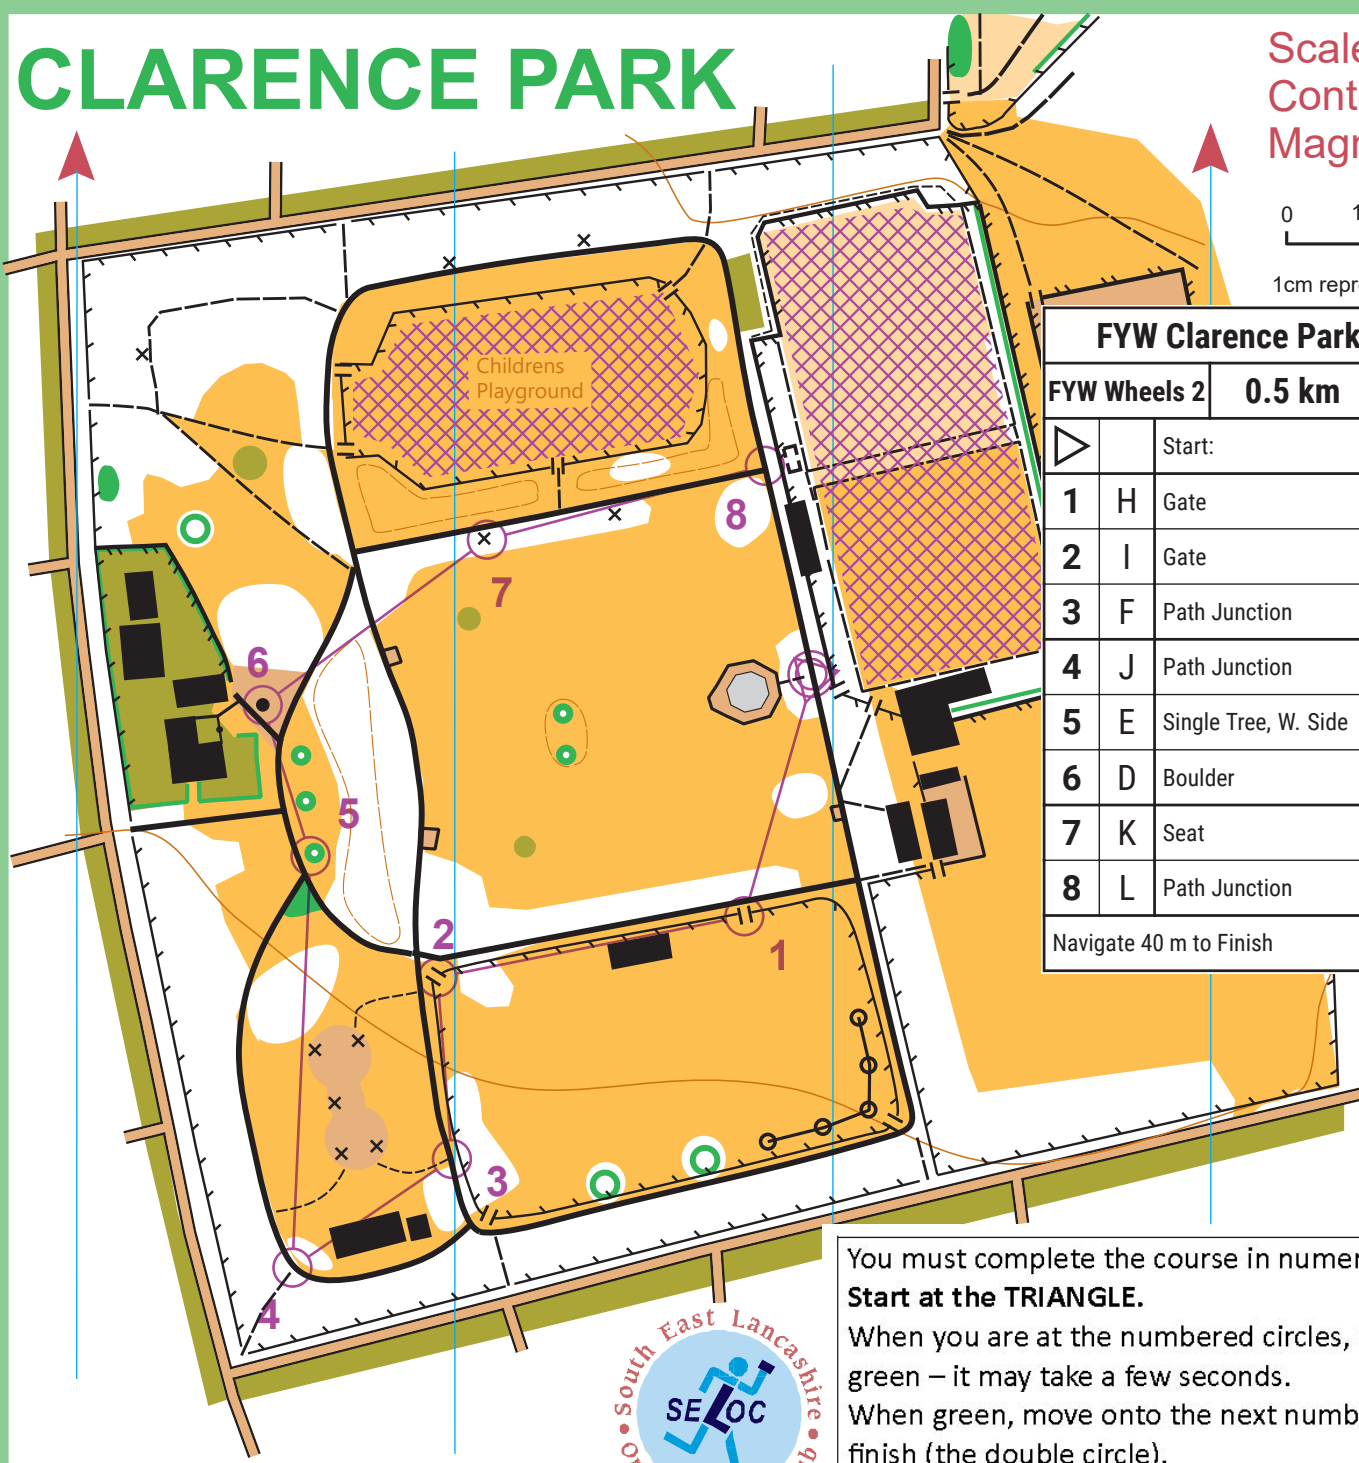 CLARENCE PARK
Scale
Cont
Magn
0 1
1cm repre
Childrens
Playground
FYW Clarence Park
FYW Wheels 2 0.5 km
Start:
1 H Gate
2 I Gate
3 F Path Junction
4 J Path Junction
5 E Single Tree, W. Side
6 D Boulder
7 K Seat
8 L Path Junction
Navigate 40 m to Finish
8
7
6
5
2
1
3
4
You must complete the course in numer
Start at the TRIANGLE.
When you are at the numbered circles,
green – it may take a few seconds.
When green, move onto the next numb
finish (the double circle).
South East Lancashire
SELOC